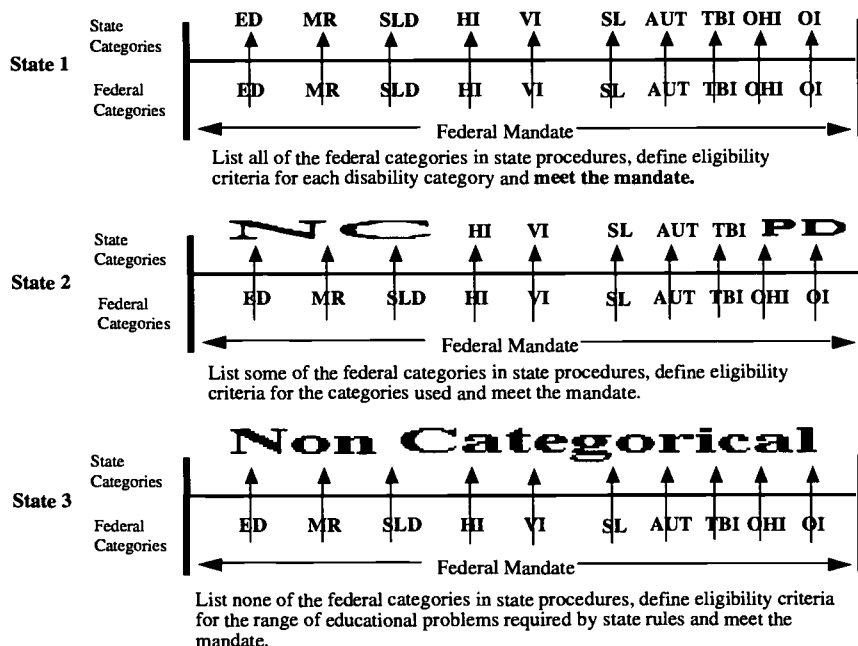 State Categories ED MR SLD HI VI SL AUT TBI OHI OI
State 1
Federal Categories ED MR SLD HI VI SL AUT TBI OHI OI
Federal Mandate
List all of the federal categories in state procedures, define eligibility
criteria for each disability category and meet the mandate.
State Categories NC HI VI SL AUT TBI PD
State 2
Federal Categories ED MR SLD HI VI SL AUT TBI OHI OI
Federal Mandate
List some of the federal categories in state procedures, define eligibility
criteria for the categories used and meet the mandate.
Non Categorical
State Categories
State 3
Federal Categories ED MR SLD HI VI SL AUT TBI OHI OI
Federal Mandate
List none of the federal categories in state procedures, define eligibility criteria
for the range of educational problems required by state rules and meet the
mandate.